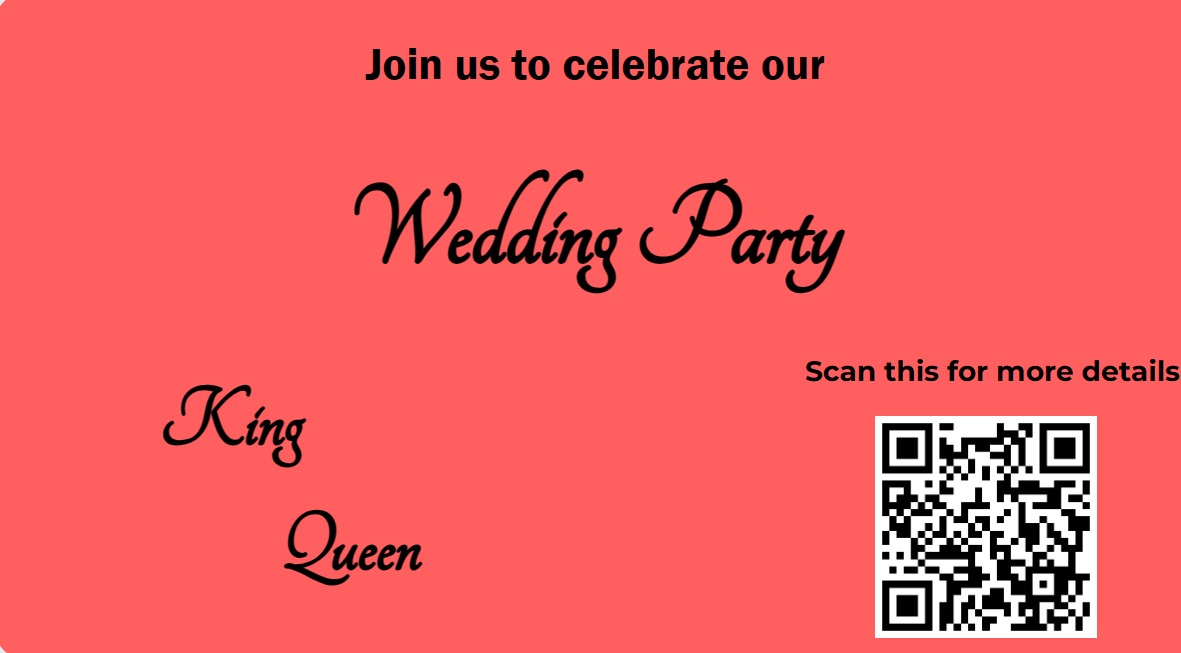 Join us to celebrate our
Wedding Party
Scan this for more details
King
Queen